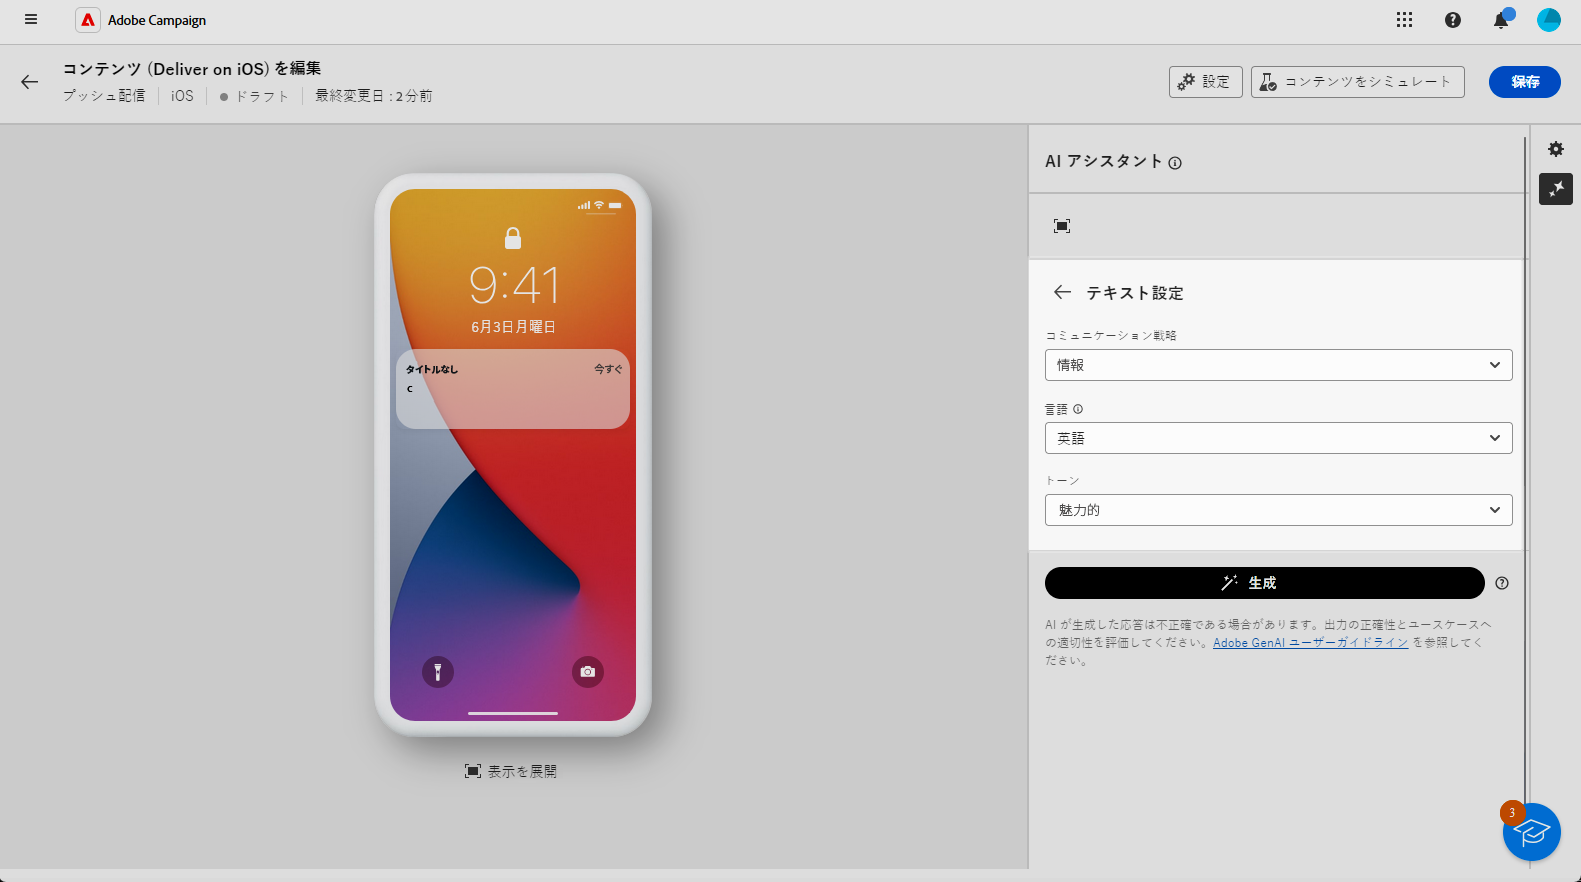 Adobe Campaign
コンテンツ (Deliver on iOS) を編集
プッシュ配信 iOS ドラフト 最終変更日 : 2 分前
設定
コンテンツをシミュレート
保存
9:41
6月3日月曜日
タイトルなし 今すぐ
c
表示を展開
AI アシスタント
テキスト設定
コミュニケーション戦略
情報
言語
英語
トーン
魅力的
生成
AI が生成した応答は不正確である場合があります。出力の正確性とユースケースへ
の適切性を評価してください。Adobe GenAI ユーザーガイドライン を参照してく
ださい。
3